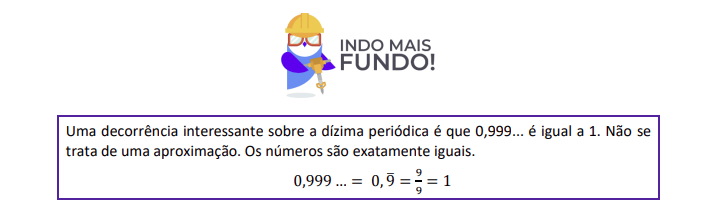 INDO MAIS
FUNDO!
Uma decorrência interessante sobre a dízima periódica é que 0,999... é igual a 1. Não se
trata de uma aproximação. Os números são exatamente iguais.
0,999 ... = 0, 9̅ = 9/9 = 1